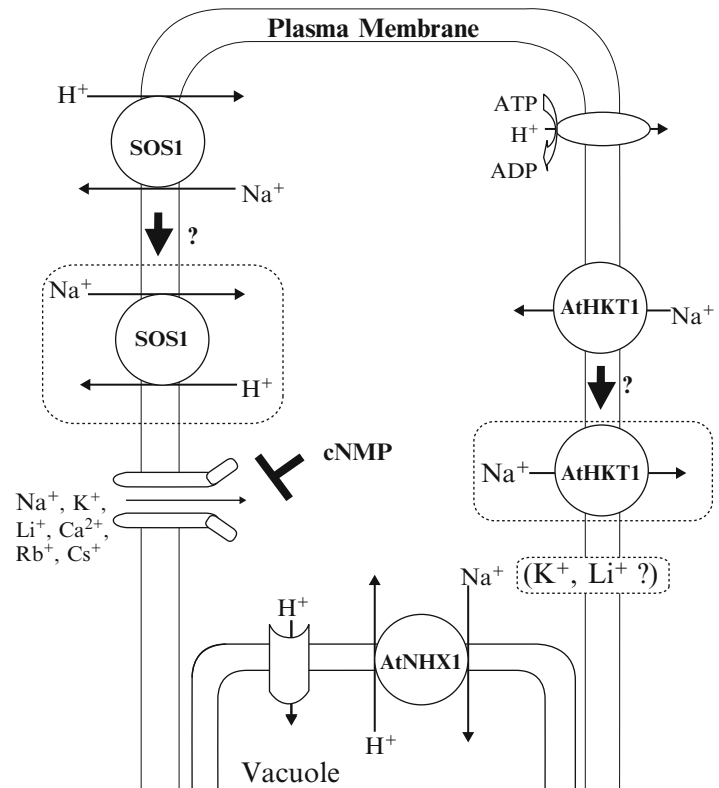 Plasma Membrane
H⁺
SOS1
Na⁺
?
Na⁺
SOS1
H⁺
cNMP
Na⁺, K⁺,
Li⁺, Ca²⁺,
Rb⁺, Cs⁺
ATP
H⁺
ADP
AtHKT1
Na⁺
?
Na⁺
AtHKT1
(K⁺, Li⁺ ?)
H⁺
Na⁺
AtNHX1
H⁺
Vacuole